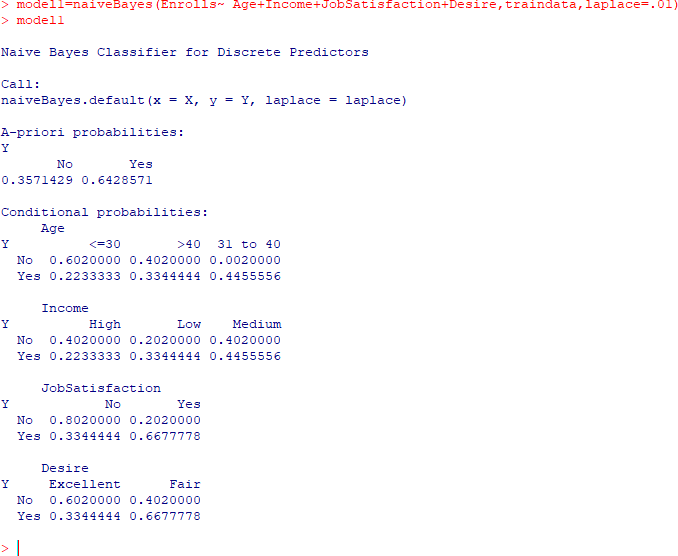 > model1=naiveBayes(Enrolls~ Age+Income+JobSatisfaction+Desire,traindata,laplace=.01)
> model1
Naive Bayes Classifier for Discrete Predictors
Call:
naiveBayes.default(x = X, y = Y, laplace = laplace)
A-priori probabilities:
Y
No Yes
0.3571429 0.6428571
Conditional probabilities:
Age
Y <=30 >40 31 to 40
No 0.6020000 0.4020000 0.0020000
Yes 0.2233333 0.3344444 0.4455556
Income
Y High Low Medium
No 0.4020000 0.2020000 0.4020000
Yes 0.2233333 0.3344444 0.4455556
JobSatisfaction
Y No Yes
No 0.8020000 0.2020000
Yes 0.3344444 0.6677778
Desire
Y Excellent Fair
No 0.6020000 0.4020000
Yes 0.3344444 0.6677778
>